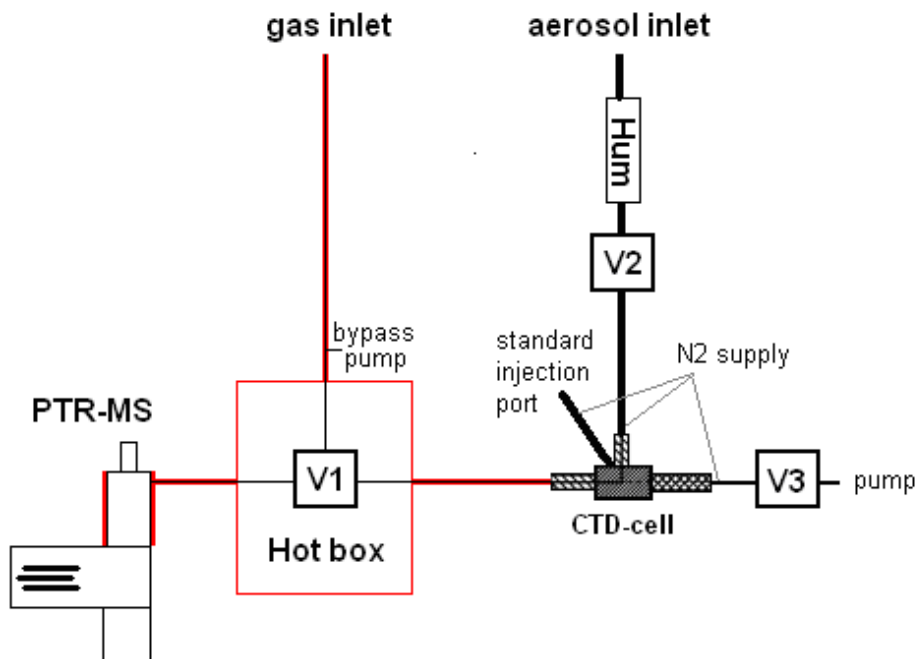 gas inlet
aerosol inlet
Hum
V2
bypass
pump
standard
injection
port
N2 supply
PTR-MS
V1
V3
pump
CTD-cell
Hot box